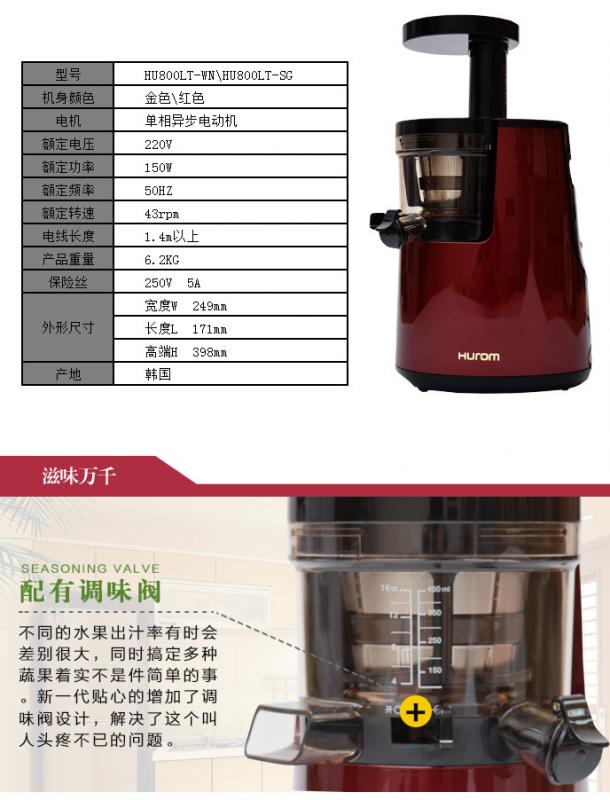 型号 HU800LT-WN\HU800LT-SG
机身颜色 金色\红色
电机 单相异步电动机
额定电压 220V
额定功率 150W
额定频率 50HZ
额定转速 43rpm
电线长度 1.4m以上
产品重量 6.2KG
保险丝 250V 5A
外形尺寸 宽度W 249mm
长度L 171mm
高端H 398mm
产地 韩国
HUROM
滋味万千
SEASONING VALVE
配有调味阀
不同的水果出汁率有时会
差别很大，同时搞定多种
蔬果着实不是件简单的事
。新一代贴心的增加了调
味阀设计，解决了这个叫
人头疼不已的问题。
450ml
12
250
150
4
开